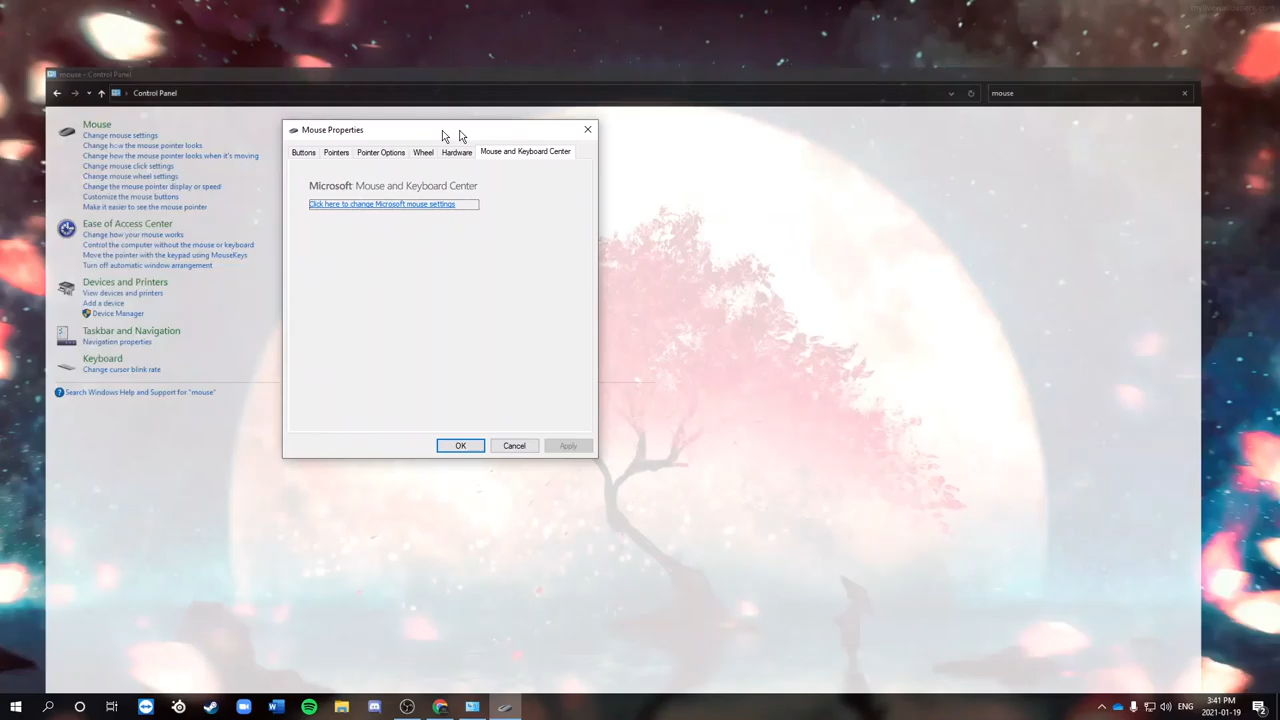 mylivewallpapers.com
mouse - Control Panel
Control Panel
mouse
Mouse
Change mouse settings
Change how the mouse pointer looks
Change how the mouse pointer looks when it's moving
Change mouse click settings
Change mouse wheel settings
Change the mouse pointer display or speed
Customize the mouse buttons
Make it easier to see the mouse pointer
Ease of Access Center
Change how your mouse works
Control the computer without the mouse or keyboard
Move the pointer with the keypad using MouseKeys
Turn off automatic window arrangement
Devices and Printers
View devices and printers
Add a device
Device Manager
Taskbar and Navigation
Navigation properties
Keyboard
Change cursor blink rate
Search Windows Help and Support for "mouse"
Mouse Properties
Buttons Pointers Pointer Options Wheel Hardware Mouse and Keyboard Center
Microsoft Mouse and Keyboard Center
Click here to change Microsoft mouse settings
OK Cancel Apply
ENG
3:41 PM
2021-01-19
2